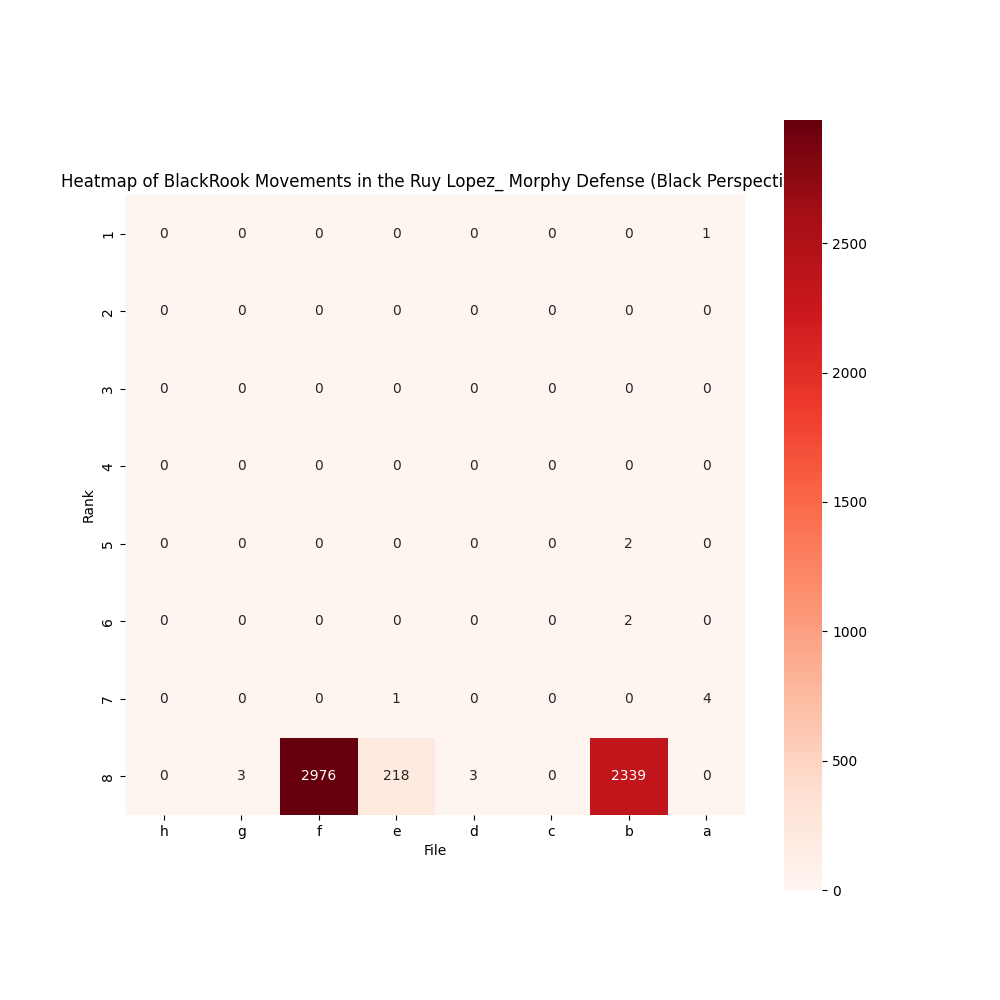 Heatmap of BlackRook Movements in the Ruy Lopez_ Morphy Defense (Black Perspecti
1 0 0 0 0 0 0 0 1
2 0 0 0 0 0 0 0 0
3 0 0 0 0 0 0 0 0
4 0 0 0 0 0 0 0 0
5 0 0 0 0 0 0 2 0
6 0 0 0 0 0 0 2 0
7 0 0 0 1 0 0 0 4
8 0 3 2976 218 3 0 2339 0
h g f e d c b a
File
Rank
2500
2000
1500
1000
500
0